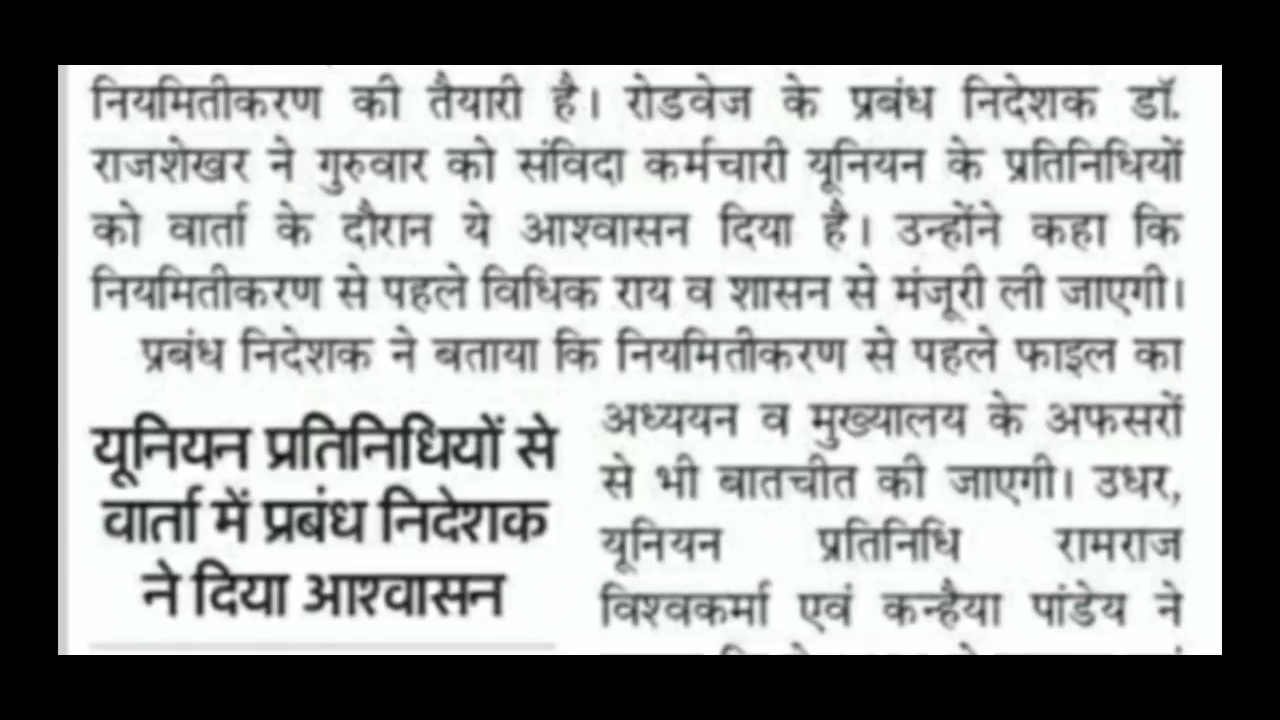 नियमितीकरण की तैयारी है। रोडवेज के प्रबंध निदेशक डॉ.
राजशेखर ने गुरुवार को संविदा कर्मचारी यूनियन के प्रतिनिधियों
को वार्ता के दौरान ये आश्वासन दिया है। उन्होंने कहा कि
नियमितीकरण से पहले विधिक राय व शासन से मंजूरी ली जाएगी।
प्रबंध निदेशक ने बताया कि नियमितीकरण से पहले फाइल का
अध्ययन व मुख्यालय के अफसरों
से भी बातचीत की जाएगी। उधर,
यूनियन प्रतिनिधि रामराज
विश्वकर्मा एवं कन्हैया पांडेय ने
यूनियन प्रतिनिधियों से
वार्ता में प्रबंध निदेशक
ने दिया आश्वासन